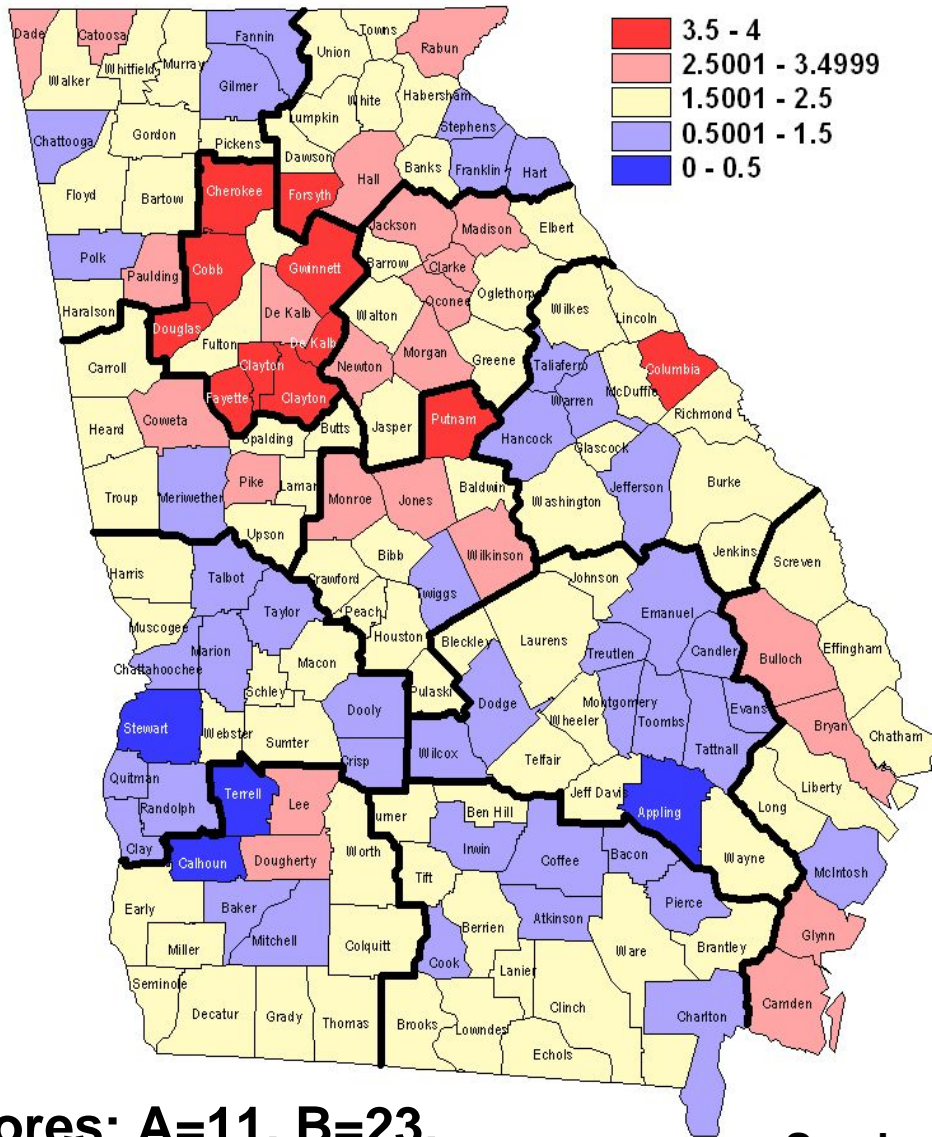 3.5 - 4
2.5001 - 3.4999
1.5001 - 2.5
0.5001 - 1.5
0 - 0.5
Dade
Catoosa
Fannin
Union
Towns
Rabun
Walker
Whitfield
Murray
Gilmer
White
Habersham
Lumpkin
Stephens
Chattooga
Gordon
Pickens
Dawson
Hall
Banks
Franklin
Hart
Floyd
Bartow
Cherokee
Forsyth
Jackson
Madison
Elbert
Polk
Paulding
Cobb
Gwinnett
Barrow
Clarke
Oconee
Oglethorp
Haralson
Douglas
Fulton
De Kalb
De Kalb
Walton
Wilkes
Lincoln
Carroll
Clayton
Newton
Morgan
Greene
Taliaferro
Columbia
McDuffie
Warren
Richmond
Fayette
Clayton
Heard
Coweta
Spalding
Butts
Jasper
Putnam
Hancock
Glascock
Troup
Meriwether
Pike
Lamar
Monroe
Jones
Baldwin
Washington
Jefferson
Burke
Upson
Bibb
Wilkinson
Jenkins
Screven
Harris
Talbot
Crawford
Twiggs
Johnson
Taylor
Peach
Houston
Bleckley
Laurens
Emanuel
Muscogee
Marion
Macon
Treutlen
Candler
Bulloch
Effingham
Chattahoochee
Schley
Pulaski
Dodge
Montgomery
Wheeler
Toombs
Evans
Stewart
Webster
Sumter
Dooly
Wilcox
Telfair
Tattnall
Bryan
Chatham
Quitman
Crisp
Randolph
Terrell
Lee
Jeff Davis
Appling
Long
Liberty
Clay
Calhoun
Dougherty
Worth
urner
Ben Hill
Irwin
Coffee
Bacon
Wayne
McIntosh
Early
Baker
Mitchell
Tift
Atkinson
Pierce
Miller
Colquitt
Berrien
Cook
Ware
Brantley
Glynn
Seminole
Lanier
Decatur
Grady
Thomas
Brooks
Lowndes
Clinch
Charlton
Camden
Echols
ores: A=11, B=23,